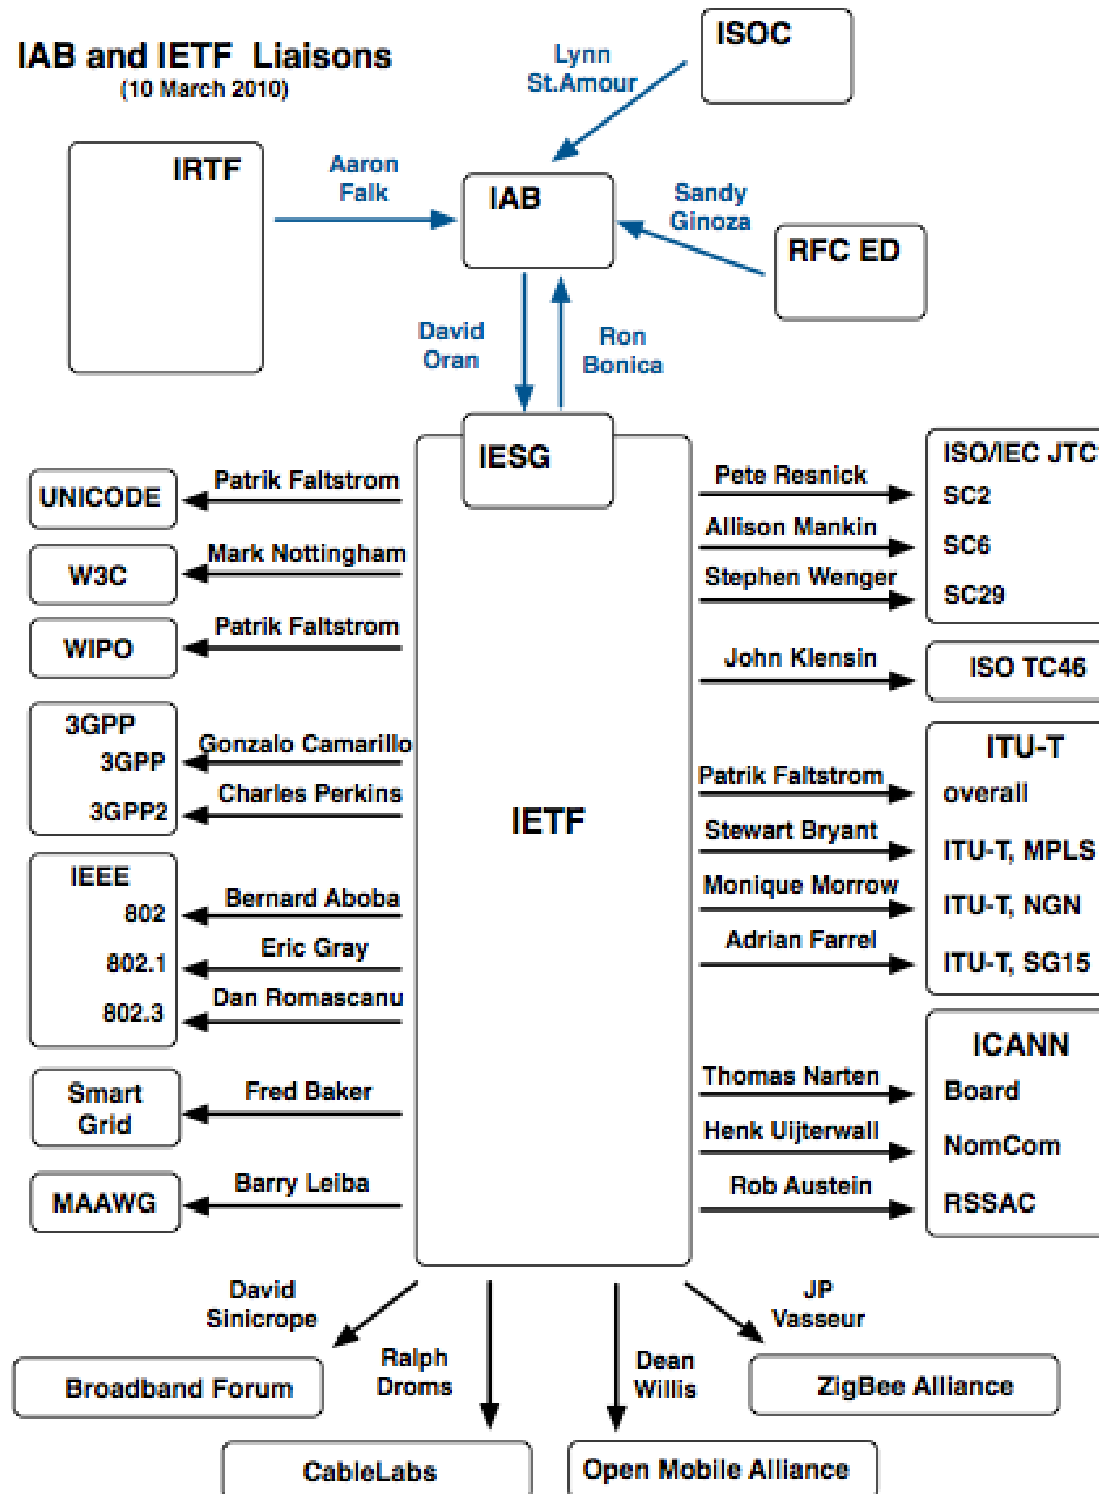 IAB and IETF Liaisons
(10 March 2010)
ISOC
Lynn
St.Amour
IRTF
Aaron
Falk
IAB
Sandy
Ginoza
RFC ED
David
Oran
Ron
Bonica
IESG
IETF
UNICODE
Patrik Faltstrom
W3C
Mark Nottingham
WIPO
Patrik Faltstrom
3GPP
3GPP
Gonzalo Camarillo
3GPP2
Charles Perkins
IEEE
802
Bernard Aboba
802.1
Eric Gray
802.3
Dan Romascanu
Smart
Grid
Fred Baker
MAAWG
Barry Leiba
ISO/IEC JTC
Pete Resnick
SC2
Allison Mankin
SC6
Stephen Wenger
SC29
John Klensin
ISO TC46
ITU-T
Patrik Faltstrom
overall
Stewart Bryant
ITU-T, MPLS
Monique Morrow
ITU-T, NGN
Adrian Farrel
ITU-T, SG15
ICANN
Thomas Narten
Board
Henk Uijterwall
NomCom
Rob Austein
RSSAC
David
Sinicrope
Broadband Forum
Ralph
Droms
CableLabs
Dean
Willis
Open Mobile Alliance
JP
Vasseur
ZigBee Alliance